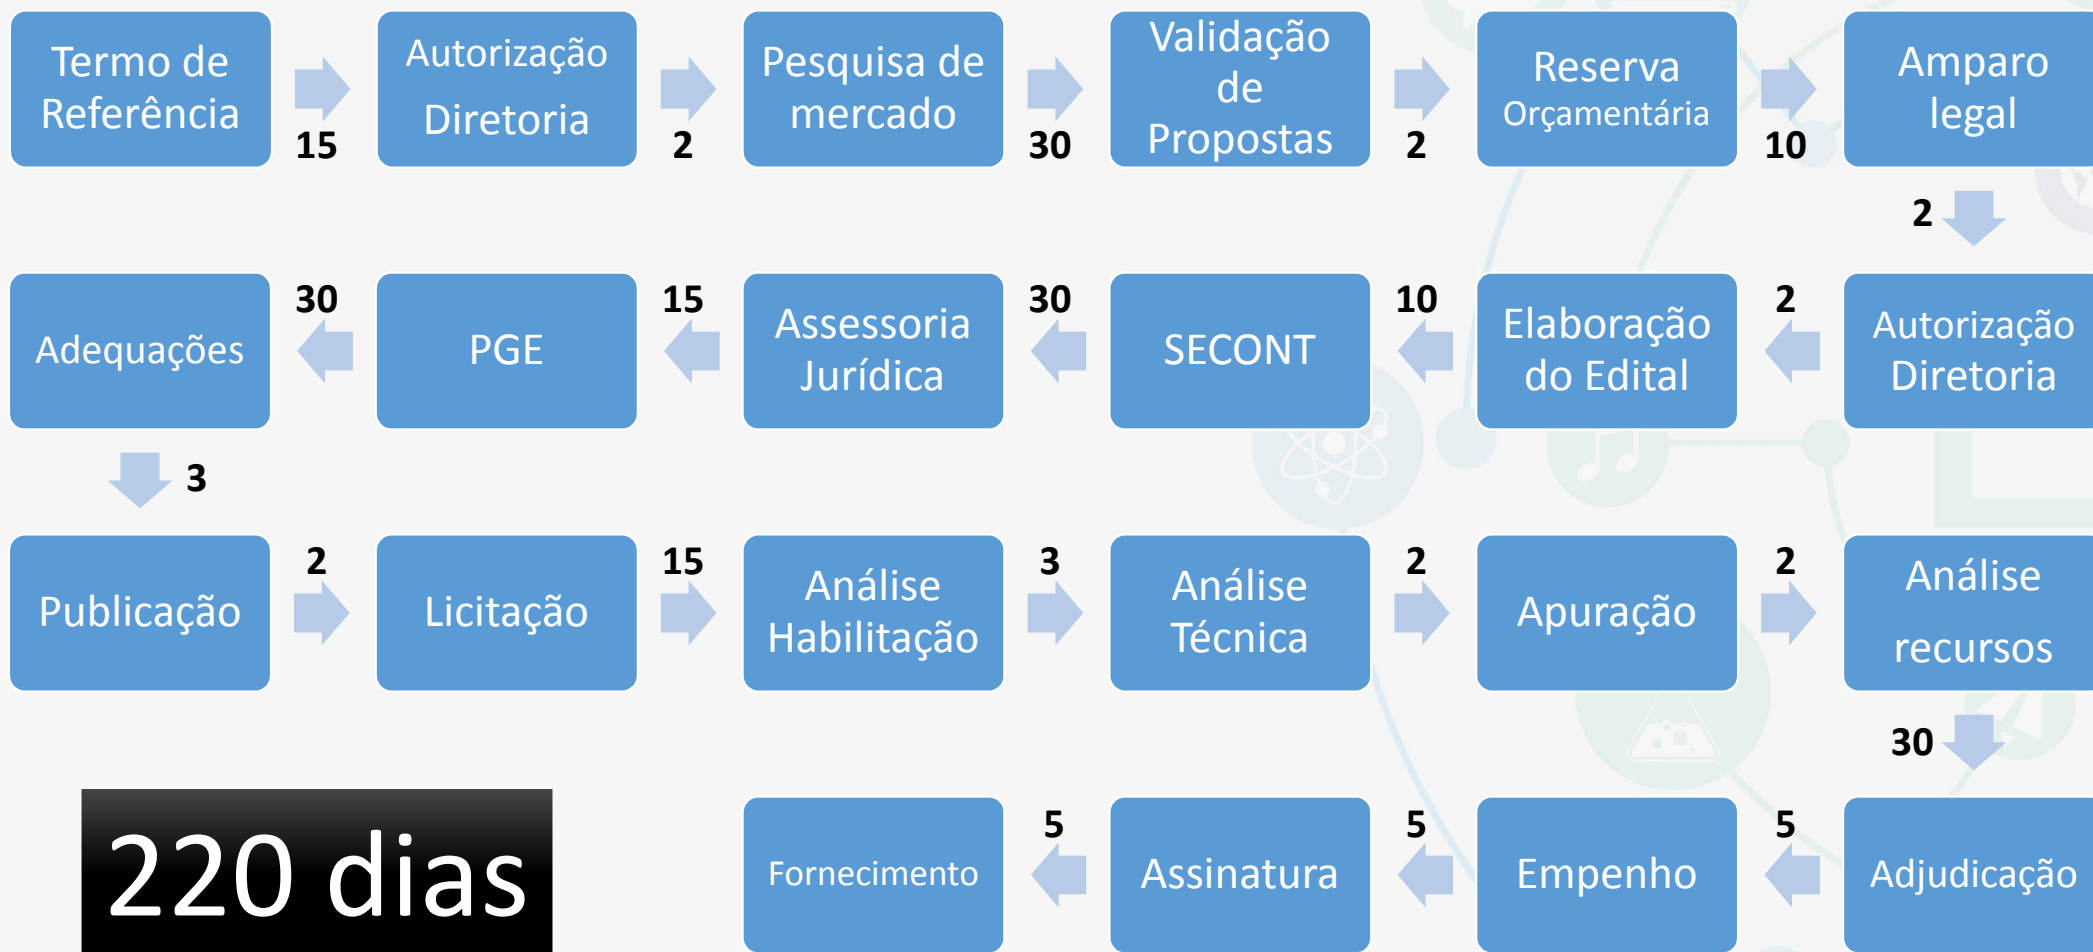 Termo de
Referência
15
Autorização
Diretoria
2
Pesquisa de
mercado
30
Validação
de
Propostas
2
Reserva
Orçamentária
10
Amparo
legal
2
Autorização
Diretoria
2
Elaboração
do Edital
10
SECONT
30
Assessoria
Jurídica
15
PGE
30
Adequações
3
Publicação
2
Licitação
15
Análise
Habilitação
3
Análise
Técnica
2
Apuração
2
Análise
recursos
30
Adjudicação
5
Empenho
5
Assinatura
5
Fornecimento
220 dias